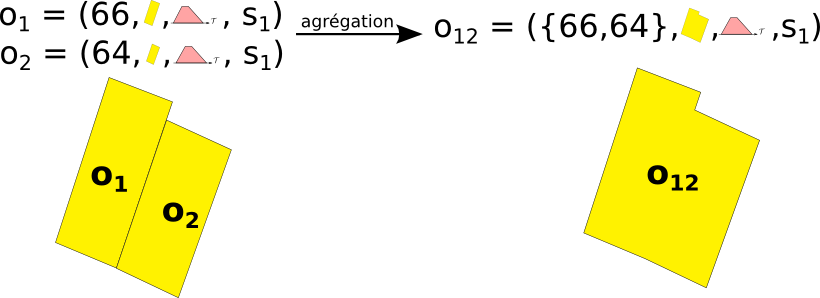 o₁ = (66, , τ, s₁)
agrégation
o₁₂ = ({66,64}, , τ ,s₁)
o₂ = (64, , τ, s₁)
o₁
o₂
o₁₂